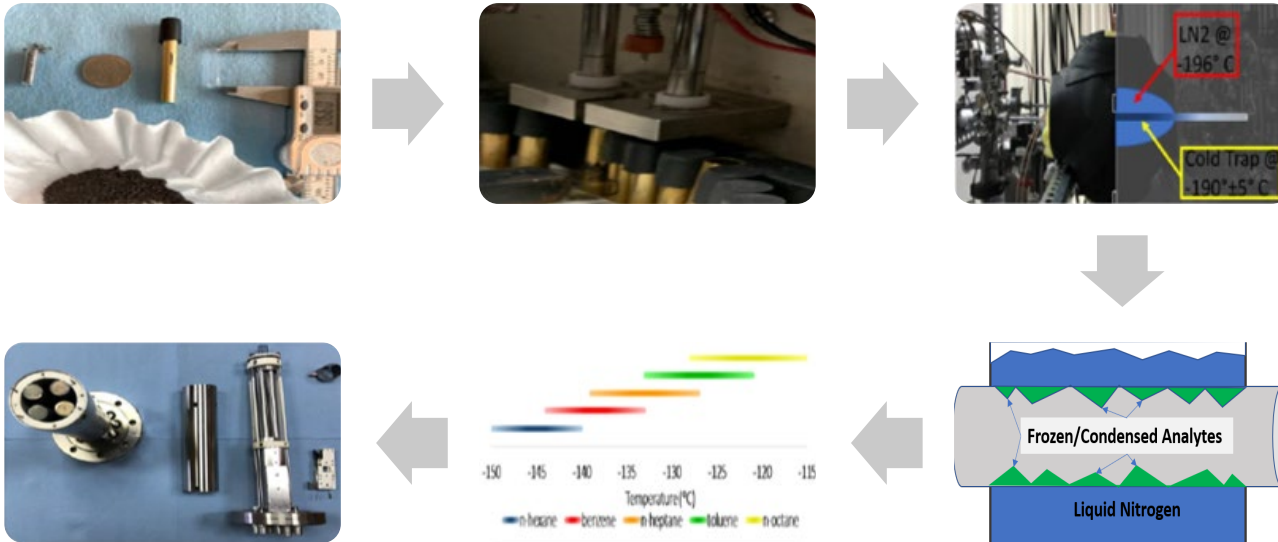 LN2 @
-196° C
Cold Trap @
-190°±5° C
Frozen/Condensed Analytes
Liquid Nitrogen
-150 -145 -140 -135 -130 -125 -120 -115
Temperature(°C)
n-hexane benzene n-heptane toluene n-octane